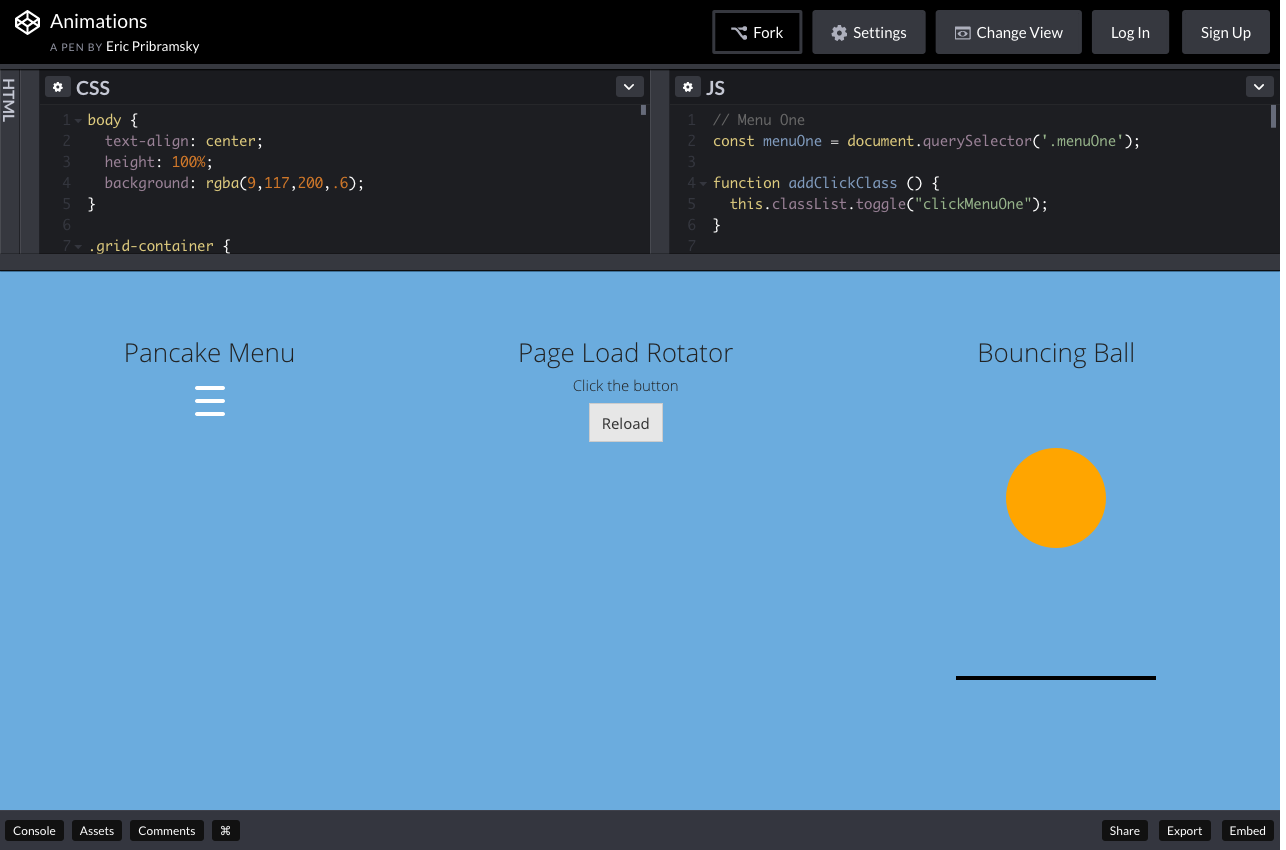 Animations
A PEN BY Eric Pribramsky
Fork
Settings
Change View
Log In
Sign Up
HTML
CSS
1 body {
2 text-align: center;
3 height: 100%;
4 background: rgba(9,117,200,.6);
5 }
6
7 .grid-container {
JS
1 // Menu One
2 const menuOne = document.querySelector('.menuOne');
3
4 function addClickClass () {
5 this.classList.toggle("clickMenuOne");
6 }
7
Pancake Menu
Page Load Rotator
Click the button
Reload
Bouncing Ball
Console
Assets
Comments
⌘
Share
Export
Embed